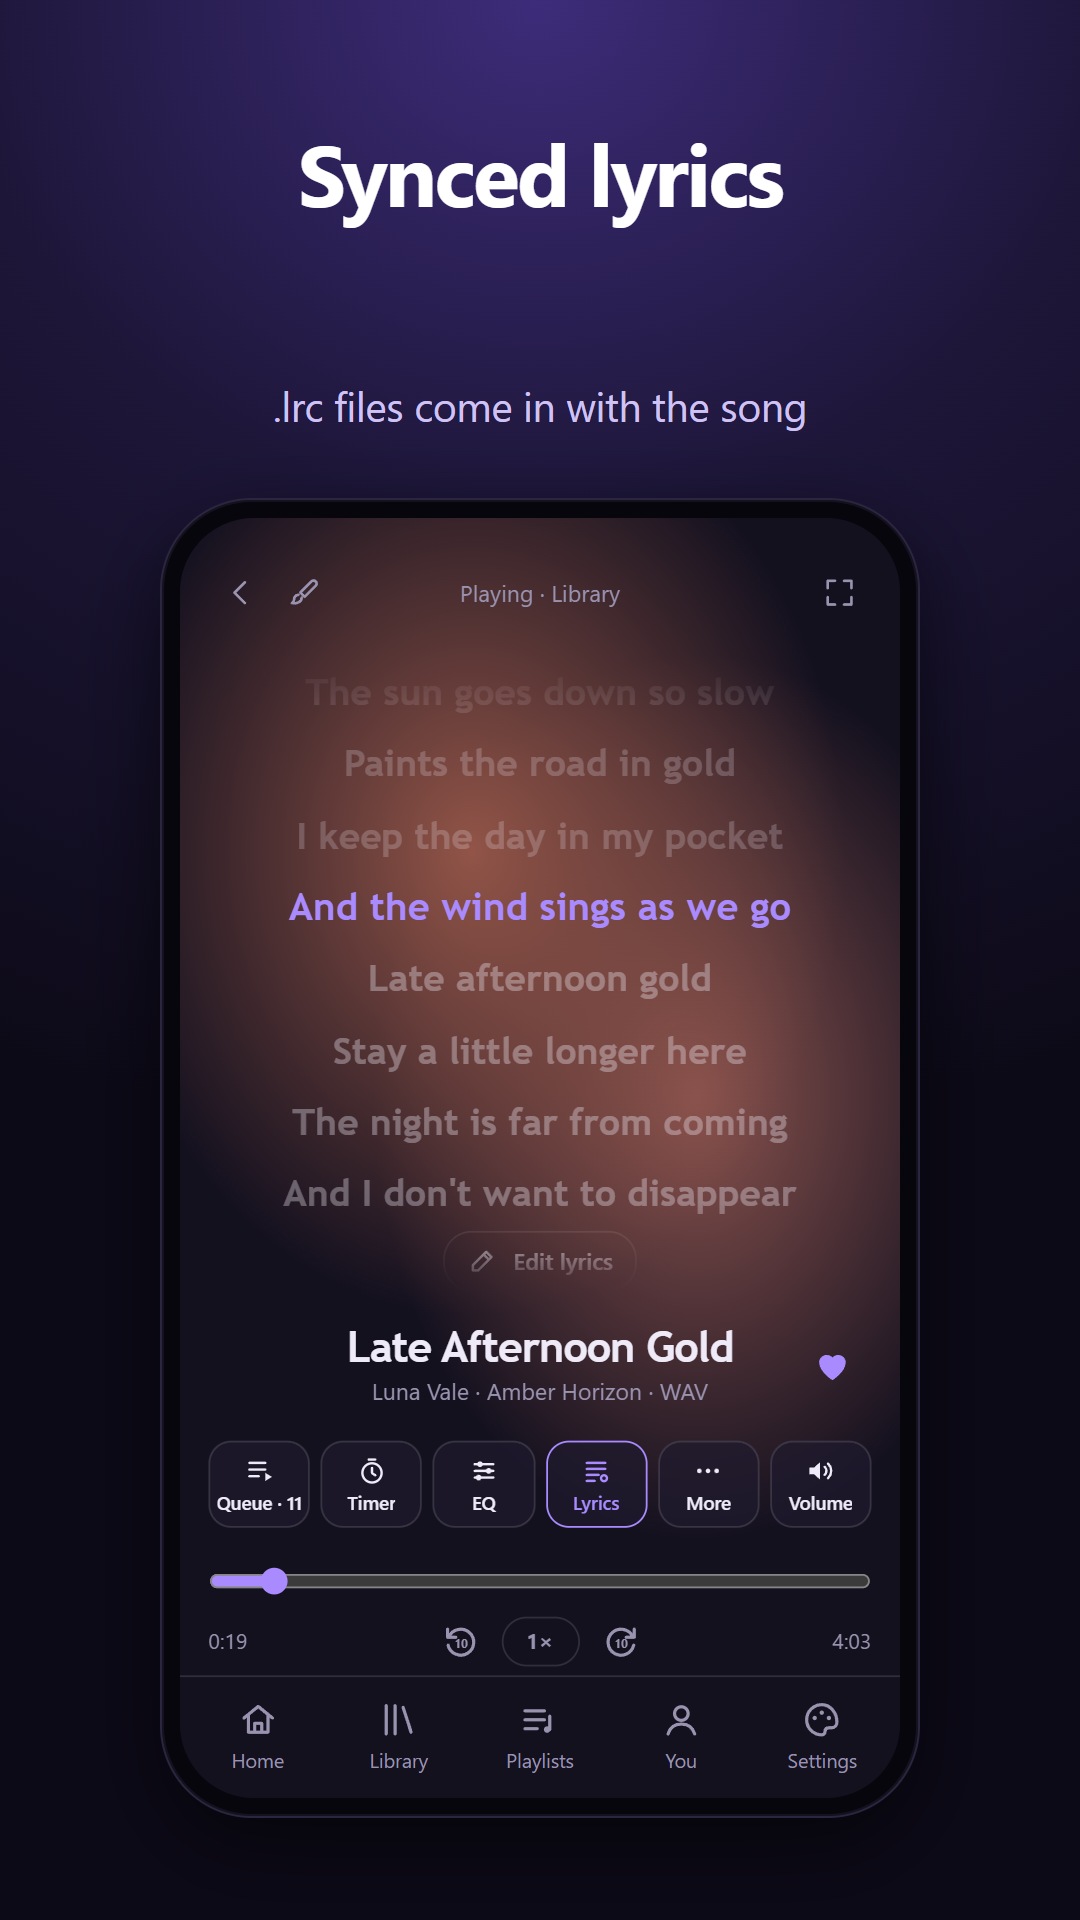 Synced lyrics
.lrc files come in with the song
Playing · Library
The sun goes down so slow
Paints the road in gold
I keep the day in my pocket
And the wind sings as we go
Late afternoon gold
Stay a little longer here
The night is far from coming
And I don't want to disappear
Edit lyrics
Late Afternoon Gold
Luna Vale · Amber Horizon · WAV
Queue · 11 Timer EQ Lyrics More Volume
0:19 10 1× 10 4:03
Home Library Playlists You Settings